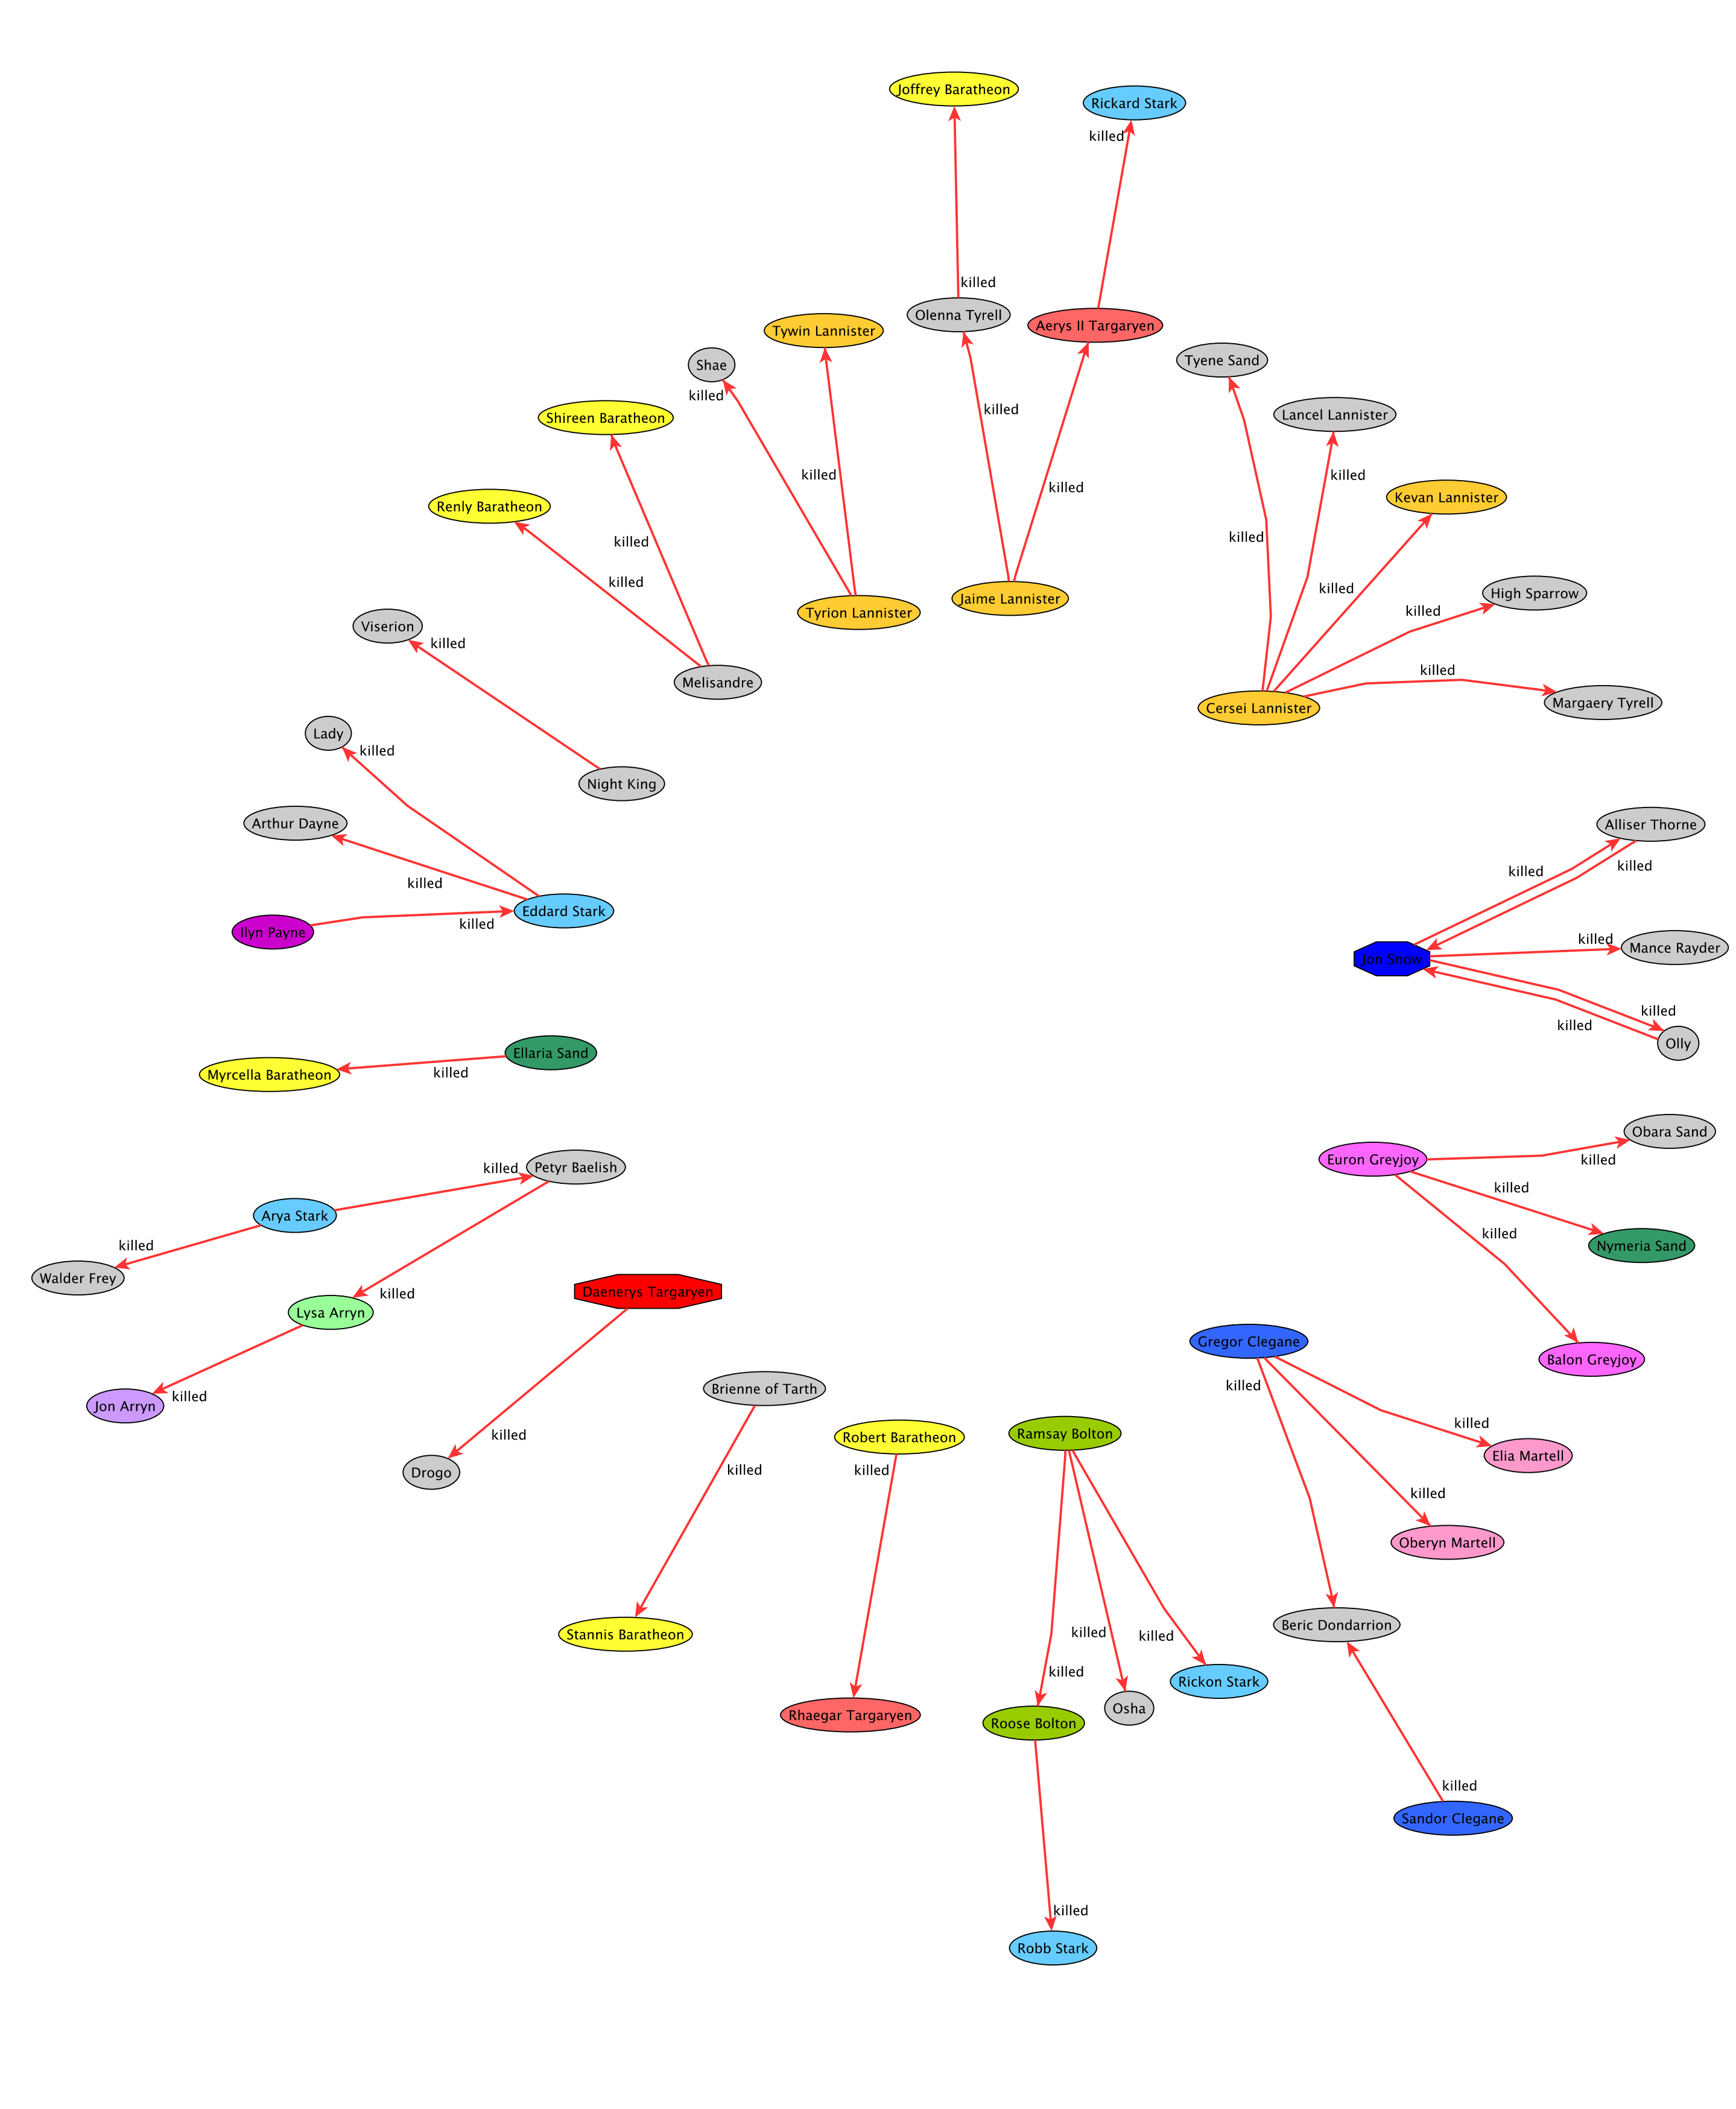 Joffrey Baratheon
Rickard Stark
killed
killed
Olenna Tyrell
Aerys II Targaryen
Tywin Lannister
Shae
Tyene Sand
killed
killed
Lancel Lannister
Shireen Baratheon
killed
killed
killed
Kevan Lannister
Renly Baratheon
killed
killed
killed
killed
High Sparrow
Jaime Lannister
killed
Tyrion Lannister
Viserion
killed
killed
Melisandre
Margaery Tyrell
Cersei Lannister
Lady
killed
Night King
Arthur Dayne
Alliser Thorne
killed
killed
killed
Eddard Stark
killed
Ilyn Payne
killed
Mance Rayder
Jon Snow
killed
killed
Olly
Ellaria Sand
killed
Myrcella Baratheon
Obara Sand
Euron Greyjoy
killed
killed
Petyr Baelish
killed
Arya Stark
killed
killed
Nymeria Sand
Walder Frey
Daenerys Targaryen
killed
Lysa Arryn
Gregor Clegane
Balon Greyjoy
killed
Brienne of Tarth
killed
Jon Arryn
killed
killed
Ramsay Bolton
Robert Baratheon
Elia Martell
killed
killed
Drogo
killed
Oberyn Martell
Beric Dondarrion
killed
Stannis Baratheon
killed
killed
Rickon Stark
Osha
Rhaegar Targaryen
Roose Bolton
killed
Sandor Clegane
killed
Robb Stark